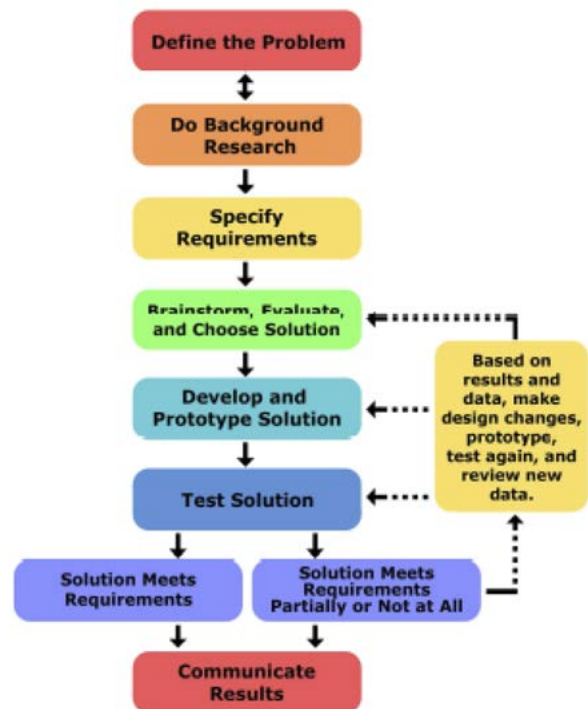 Define the Problem
Do Background
Research
Specify
Requirements
Brainstorm, Evaluate,
and Choose Solution
Based on
results and
data, make
design changes,
prototype,
test again, and
review new
data.
Develop and
Prototype Solution
Test Solution
Solution Meets
Requirements
Solution Meets
Requirements
Partially or Not at All
Communicate
Results